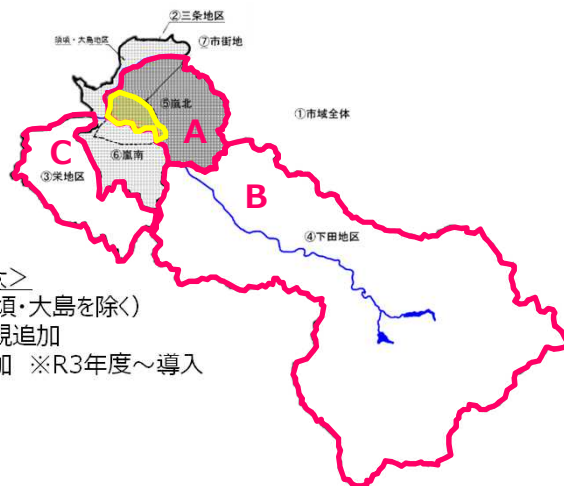 ②三条地区
須頃・大島地区
⑦市街地
⑤嵐北
①市域全体
A
C
⑥嵐南
③栄地区
B
④下田地区
>
頃・大島を除く)
追加
加 ※R3年度~導入